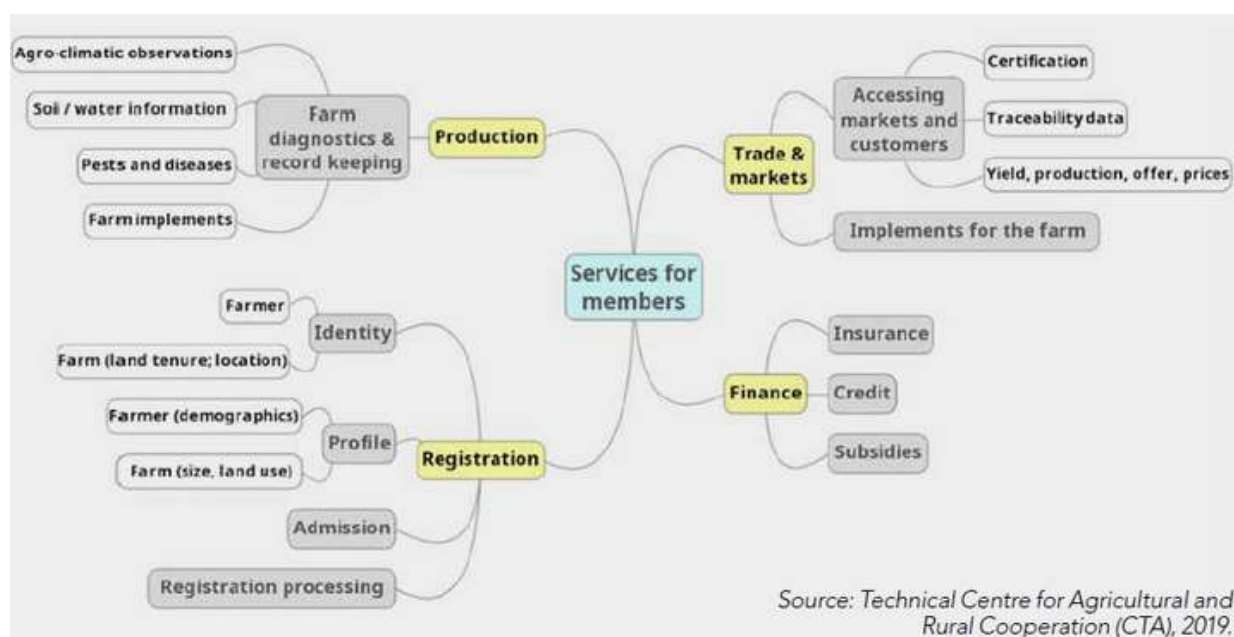 Agro-climatic observations
Soil / water information
Pests and diseases
Farm implements
Farm
diagnostics &
record keeping
Production
Services for
members
Trade &
markets
Accessing
markets and
customers
Certification
Traceability data
Yield, production, offer, prices
Implements for the farm
Farmer
Farm (land tenure; location)
Identity
Farmer (demographics)
Farm (size, land use)
Profile
Registration
Admission
Registration processing
Finance
Insurance
Credit
Subsidies
Source: Technical Centre for Agricultural and
Rural Cooperation (CTA), 2019.